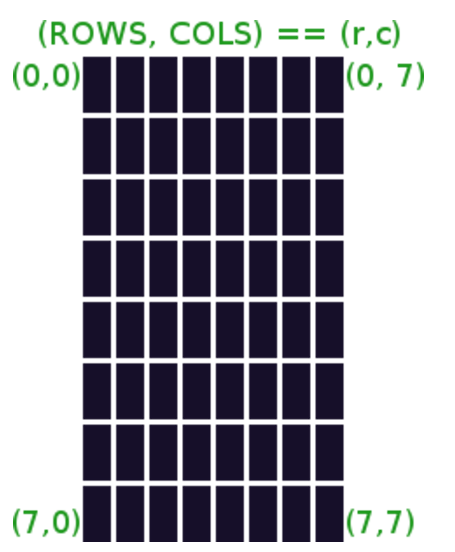 (ROWS, COLS) == (r,c)
(0,0) (0, 7)
(7,0) (7,7)